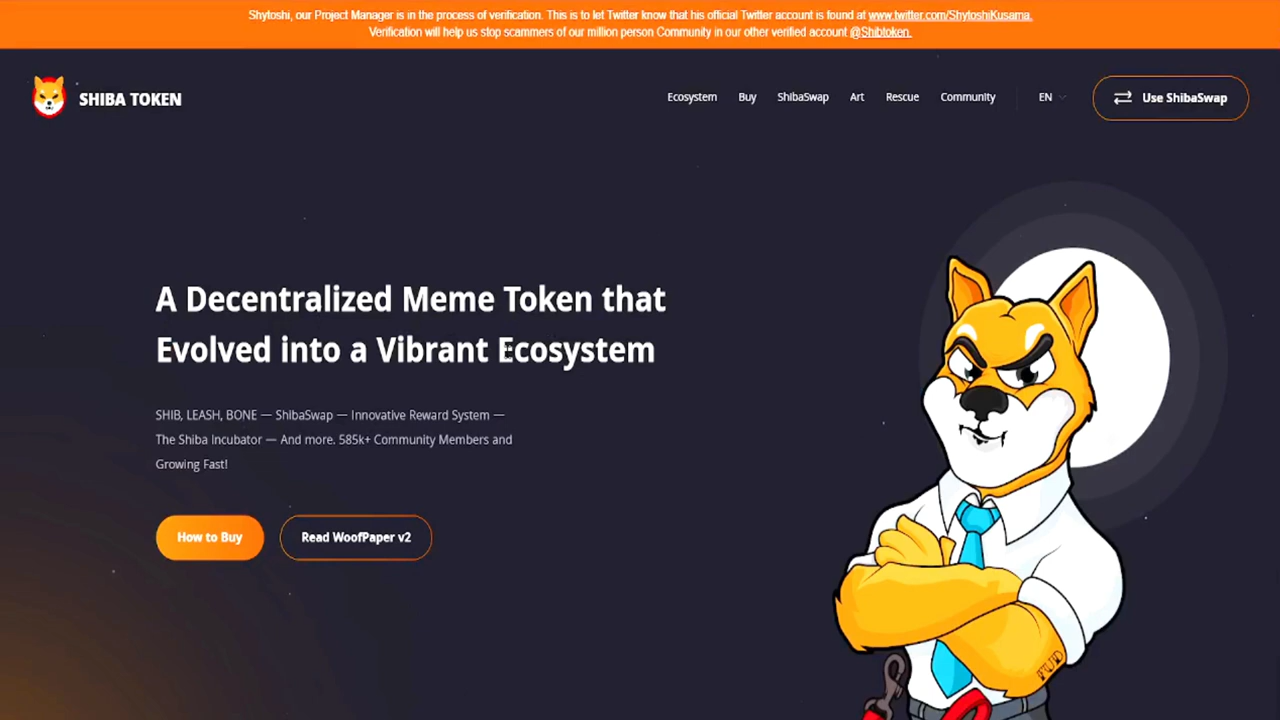 Shytoshi, our Project Manager is in the process of verification. This is to let Twitter know that his official Twitter account is found at www.twitter.com/ShytoshiKusama.
Verification will help us stop scammers of our million person Community in our other verified account @Shibtoken.
SHIBA TOKEN
Ecosystem Buy ShibaSwap Art Rescue Community EN Use ShibaSwap
A Decentralized Meme Token that
Evolved into a Vibrant Ecosystem
SHIB, LEASH, BONE — ShibaSwap — Innovative Reward System —
The Shiba Incubator — And more. 585k+ Community Members and
Growing Fast!
How to Buy Read WoofPaper v2
FUD